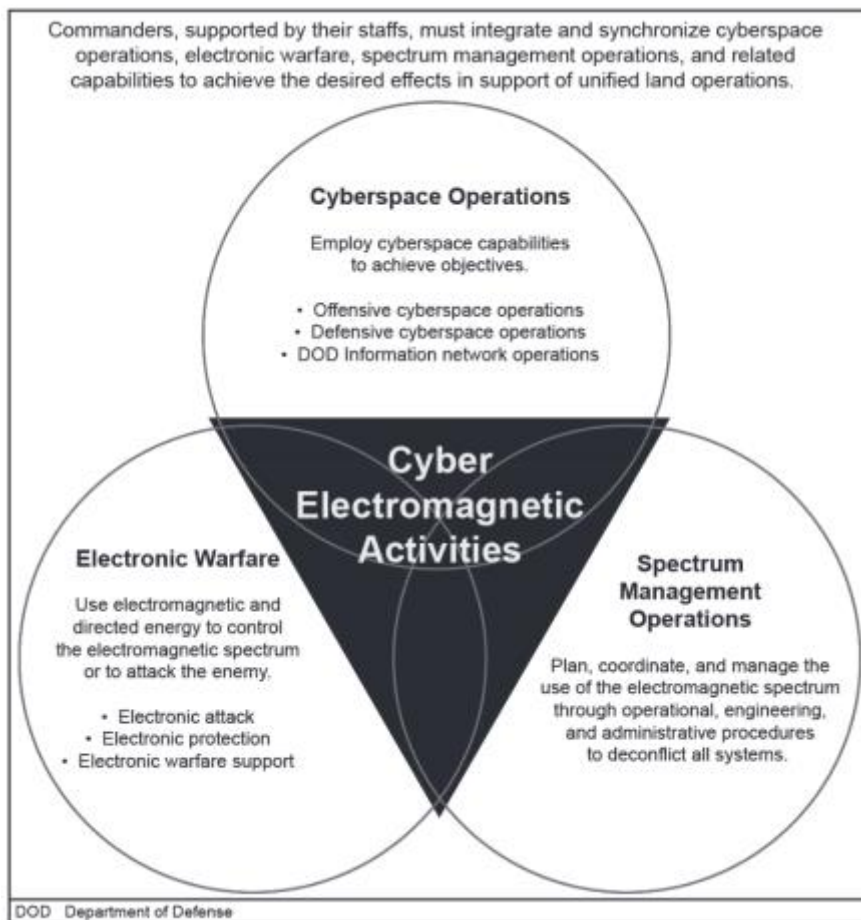 Commanders, supported by their staffs, must integrate and synchronize cyberspace
operations, electronic warfare, spectrum management operations, and related
capabilities to achieve the desired effects in support of unified land operations.
Cyberspace Operations
Employ cyberspace capabilities
to achieve objectives.
• Offensive cyberspace operations
• Defensive cyberspace operations
• DOD Information network operations
Cyber
Electromagnetic
Activities
Electronic Warfare
Use electromagnetic and
directed energy to control
the electromagnetic spectrum
or to attack the enemy.
• Electronic attack
• Electronic protection
• Electronic warfare support
Spectrum
Management
Operations
Plan, coordinate, and manage the
use of the electromagnetic spectrum
through operational, engineering,
and administrative procedures
to deconflict all systems.
DOD Department of Defense